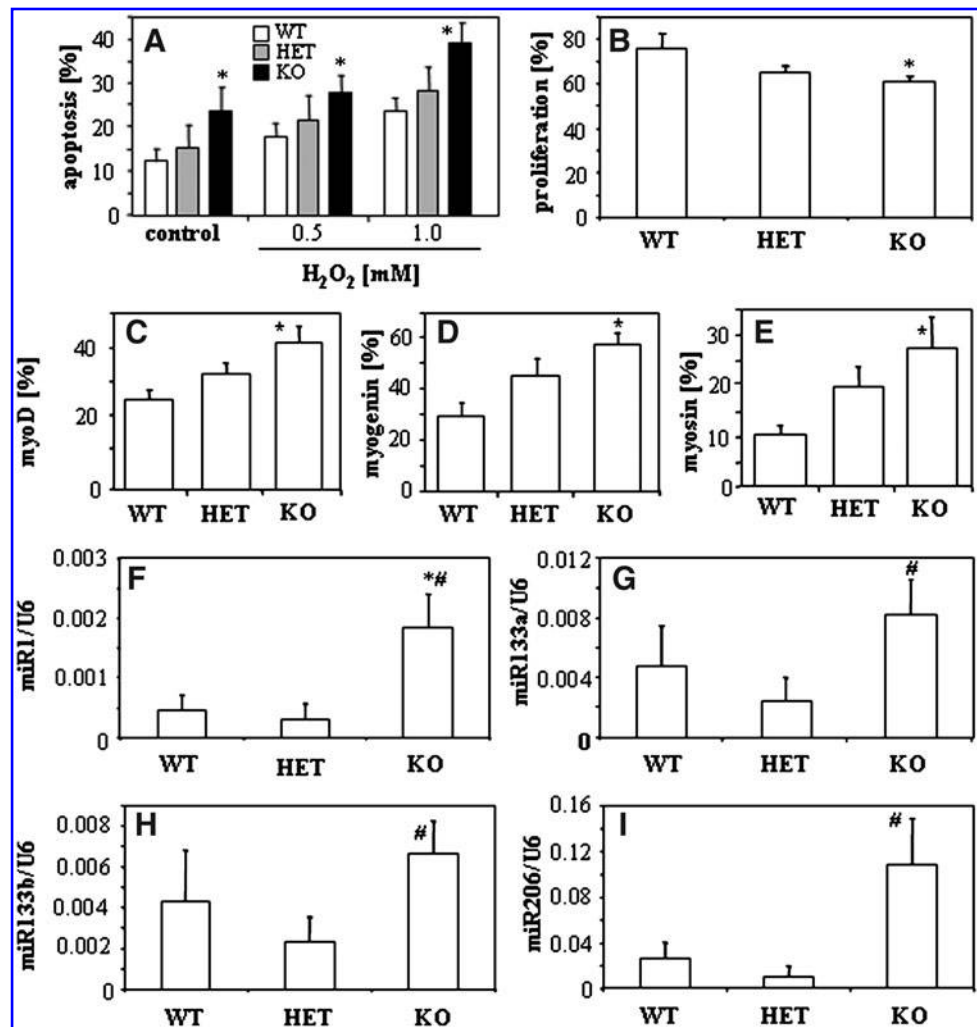 A
WT
HET
KO
apoptosis [%]
40
30
20
10
0
*
*
*
control
0.5
1.0
H₂O₂ [mM]
B
proliferation [%]
80
60
40
20
0
*
WT
HET
KO
C
myoD [%]
40
20
0
*
WT
HET
KO
D
myogenin [%]
60
40
20
0
*
WT
HET
KO
E
myosin [%]
30
20
10
0
*
WT
HET
KO
F
miR1/U6
0.003
0.002
0.001
0
*#
WT
HET
KO
G
miR133a/U6
0.012
0.008
0.004
0
#
WT
HET
KO
H
miR133b/U6
0.008
0.006
0.004
0.002
0
#
WT
HET
KO
I
miR206/U6
0.16
0.12
0.08
0.04
0
#
WT
HET
KO